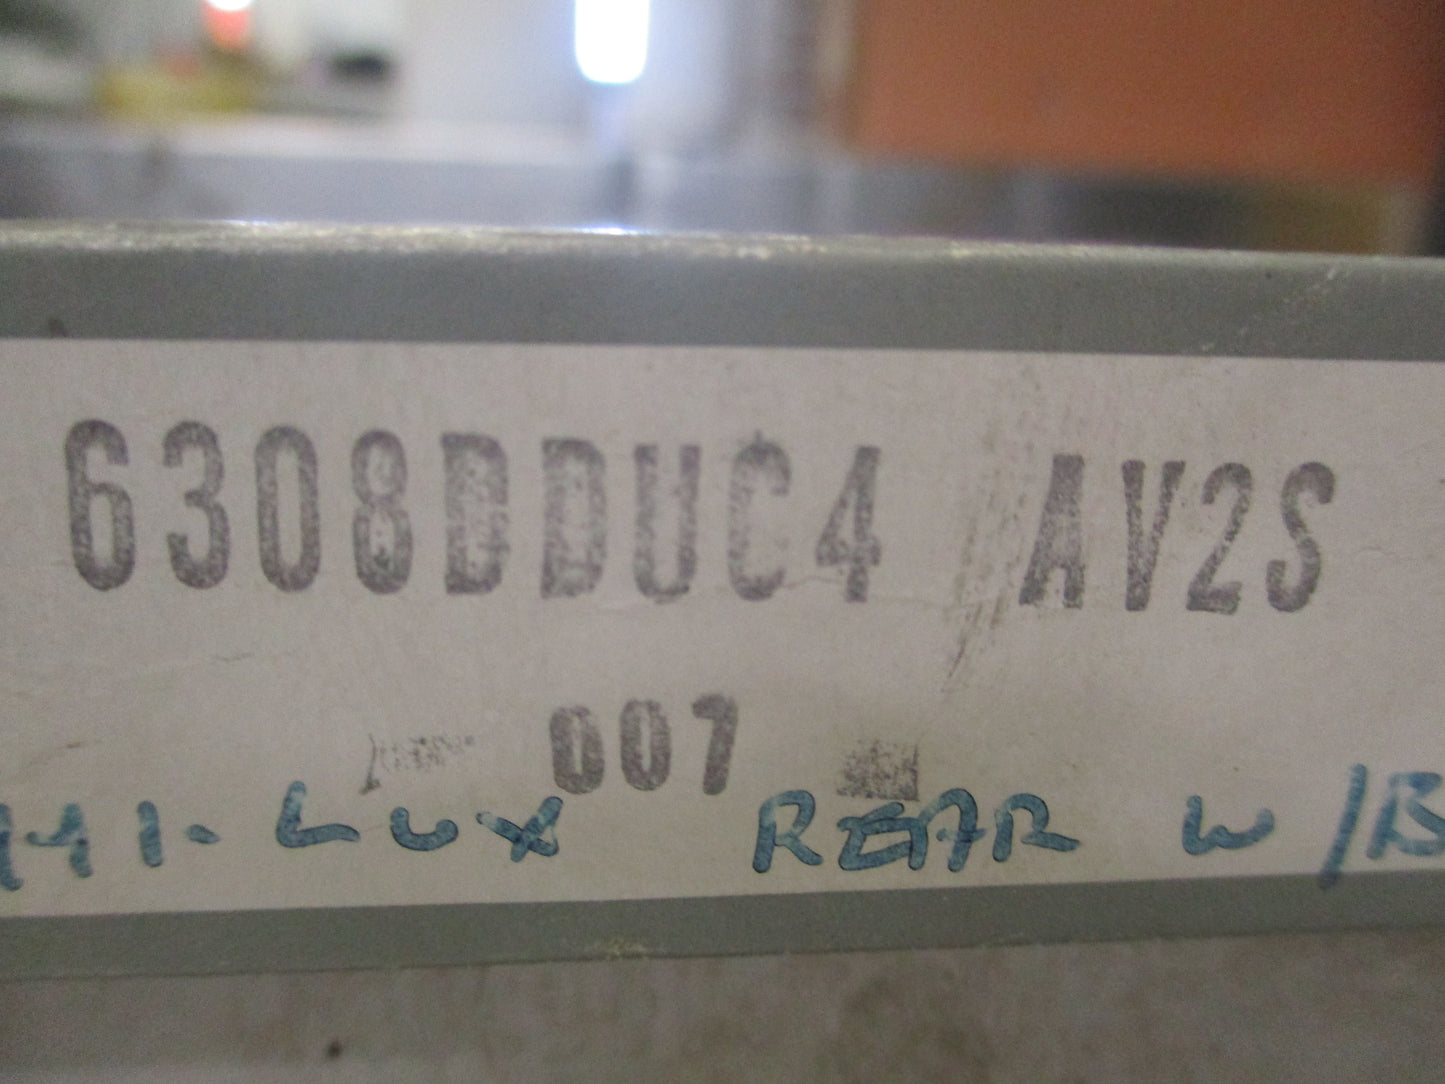 6308DDUC4 AV2S
007
HI-LUX REAR W/B